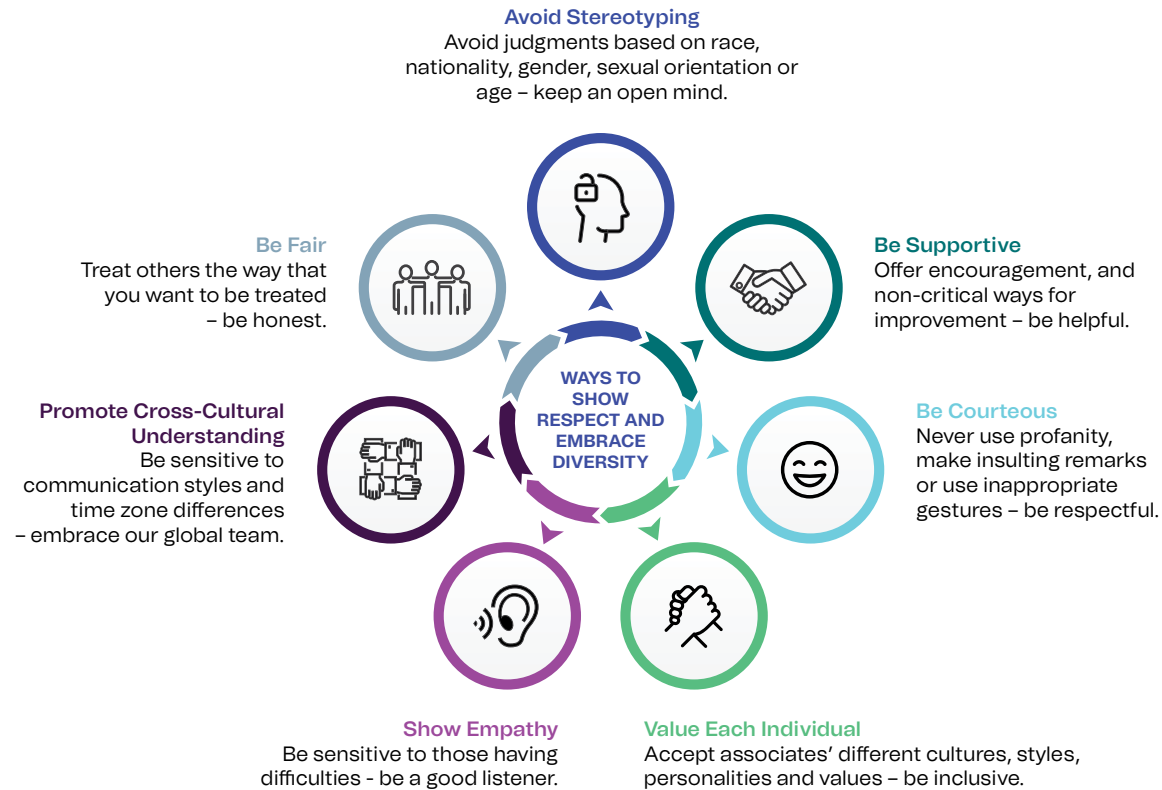 Avoid Stereotyping
Avoid judgments based on race,
nationality, gender, sexual orientation or
age – keep an open mind.
Be Fair
Treat others the way that
you want to be treated
– be honest.
Be Supportive
Offer encouragement, and
non-critical ways for
improvement – be helpful.
WAYS TO
SHOW
RESPECT AND
EMBRACE
DIVERSITY
Promote Cross-Cultural
Understanding
Be sensitive to
communication styles and
time zone differences
– embrace our global team.
Be Courteous
Never use profanity,
make insulting remarks
or use inappropriate
gestures – be respectful.
Show Empathy
Be sensitive to those having
difficulties - be a good listener.
Value Each Individual
Accept associates’ different cultures, styles,
personalities and values – be inclusive.